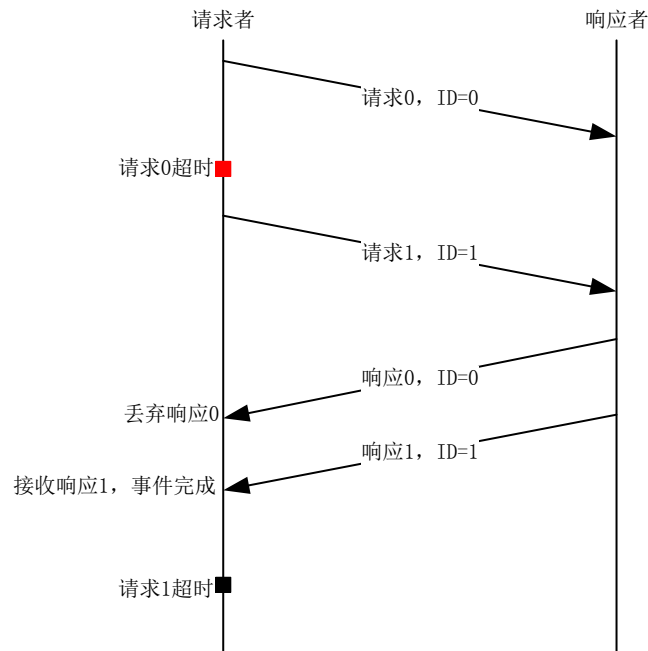 请求者
响应者
请求0，ID=0
请求0超时
请求1，ID=1
响应0，ID=0
丢弃响应0
响应1，ID=1
接收响应1，事件完成
请求1超时